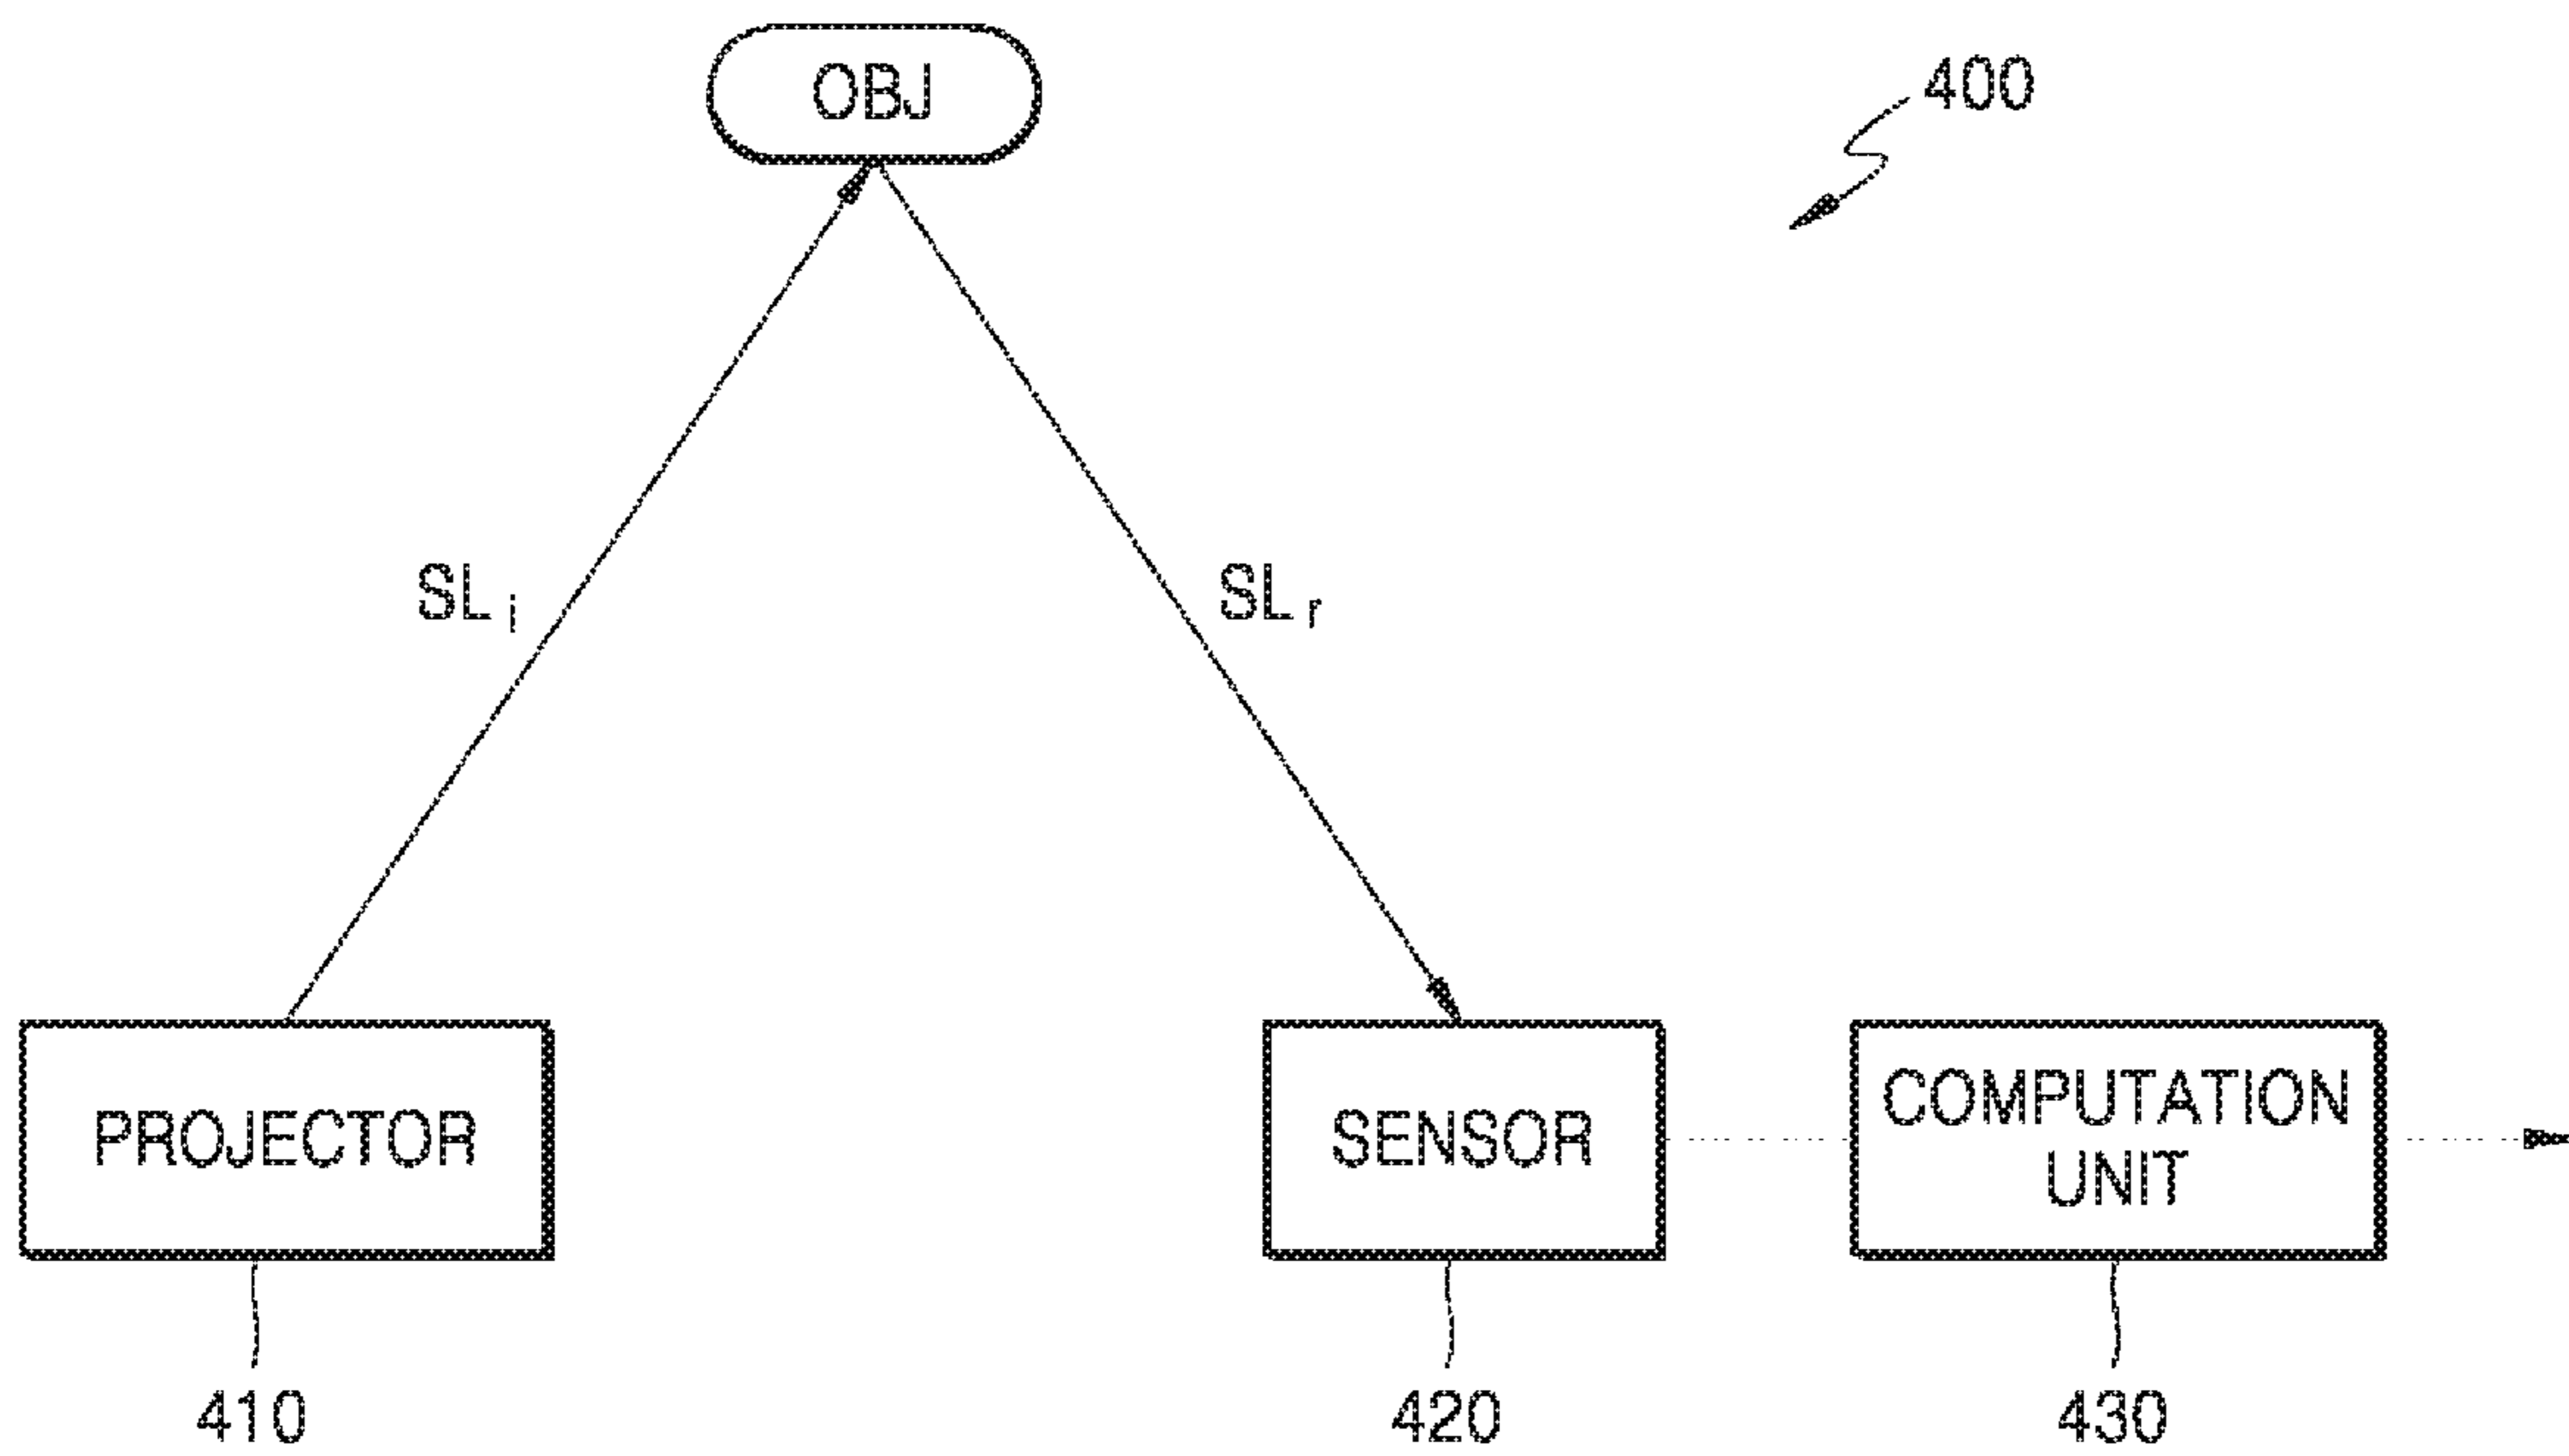 OBJ
400
SLi
SLr
PROJECTOR
SENSOR
COMPUTATION
UNIT
410
420
430